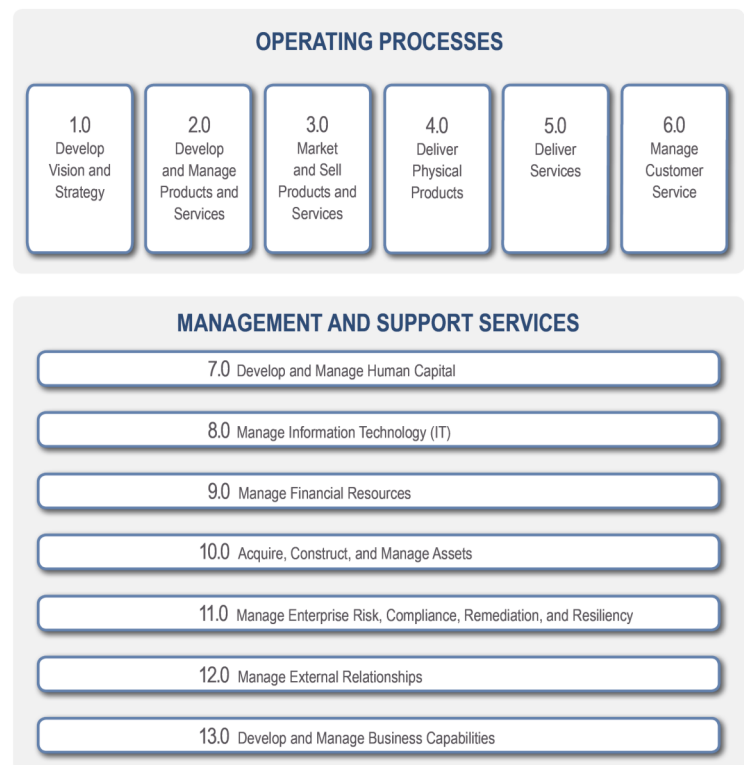 OPERATING PROCESSES
1.0
Develop
Vision and
Strategy
2.0
Develop
and Manage
Products and
Services
3.0
Market
and Sell
Products and
Services
4.0
Deliver
Physical
Products
5.0
Deliver
Services
6.0
Manage
Customer
Service
MANAGEMENT AND SUPPORT SERVICES
7.0 Develop and Manage Human Capital
8.0 Manage Information Technology (IT)
9.0 Manage Financial Resources
10.0 Acquire, Construct, and Manage Assets
11.0 Manage Enterprise Risk, Compliance, Remediation, and Resiliency
12.0 Manage External Relationships
13.0 Develop and Manage Business Capabilities